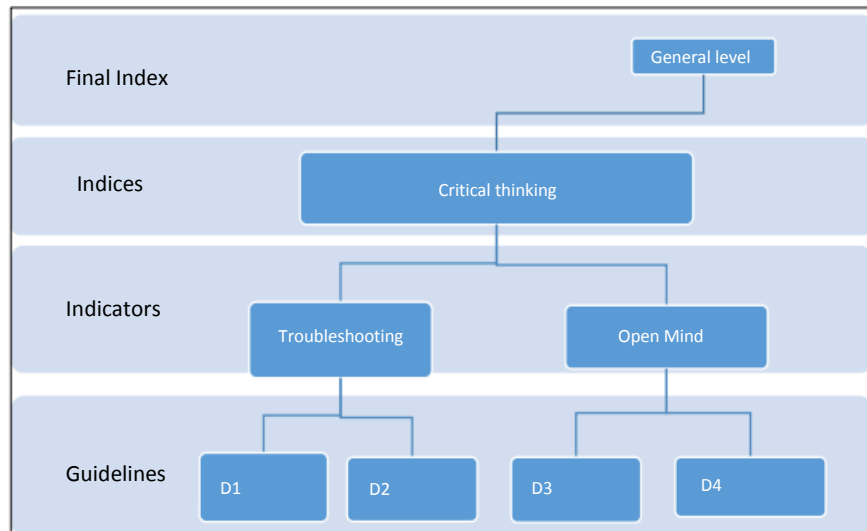 General level
Final Index
Indices
Critical thinking
Indicators
Troubleshooting
Open Mind
Guidelines
D1
D2
D3
D4